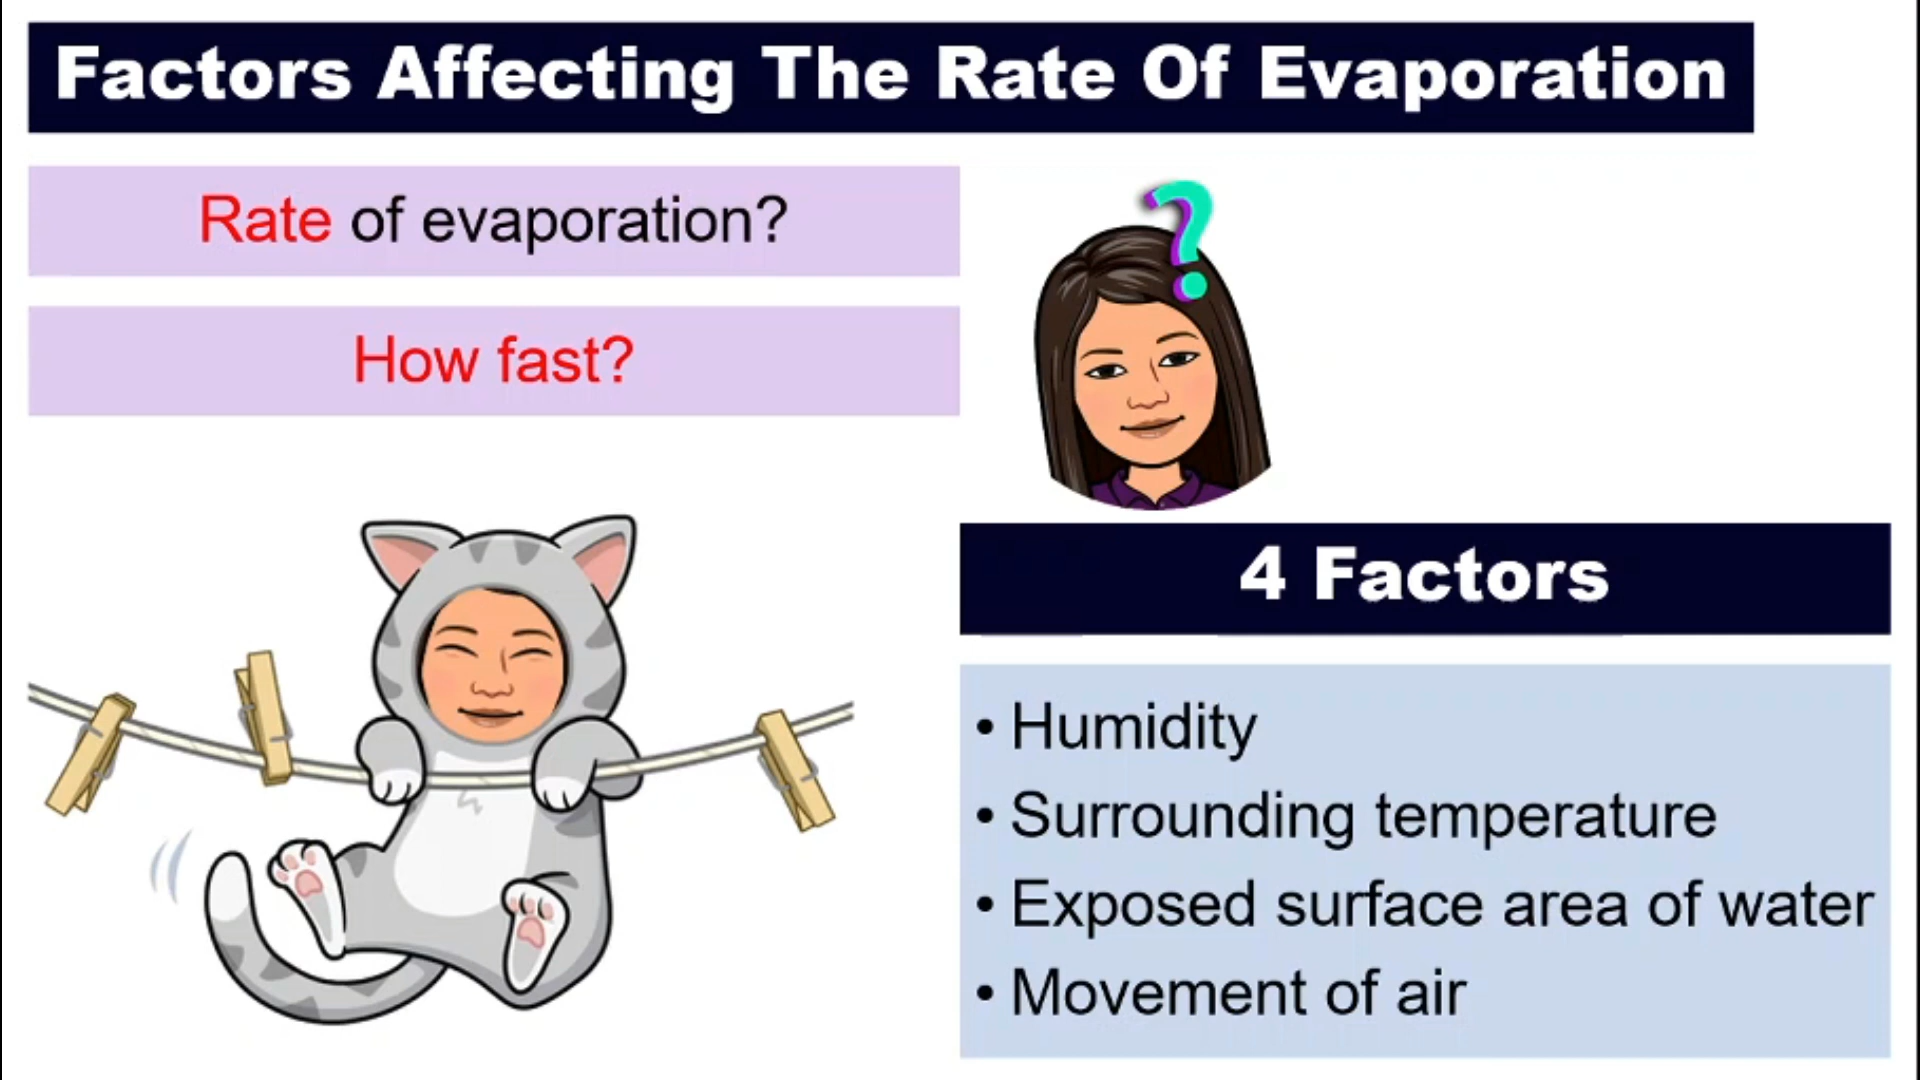 Factors Affecting The Rate Of Evaporation
Rate of evaporation?
How fast?
?
4 Factors
• Humidity
• Surrounding temperature
• Exposed surface area of water
• Movement of air